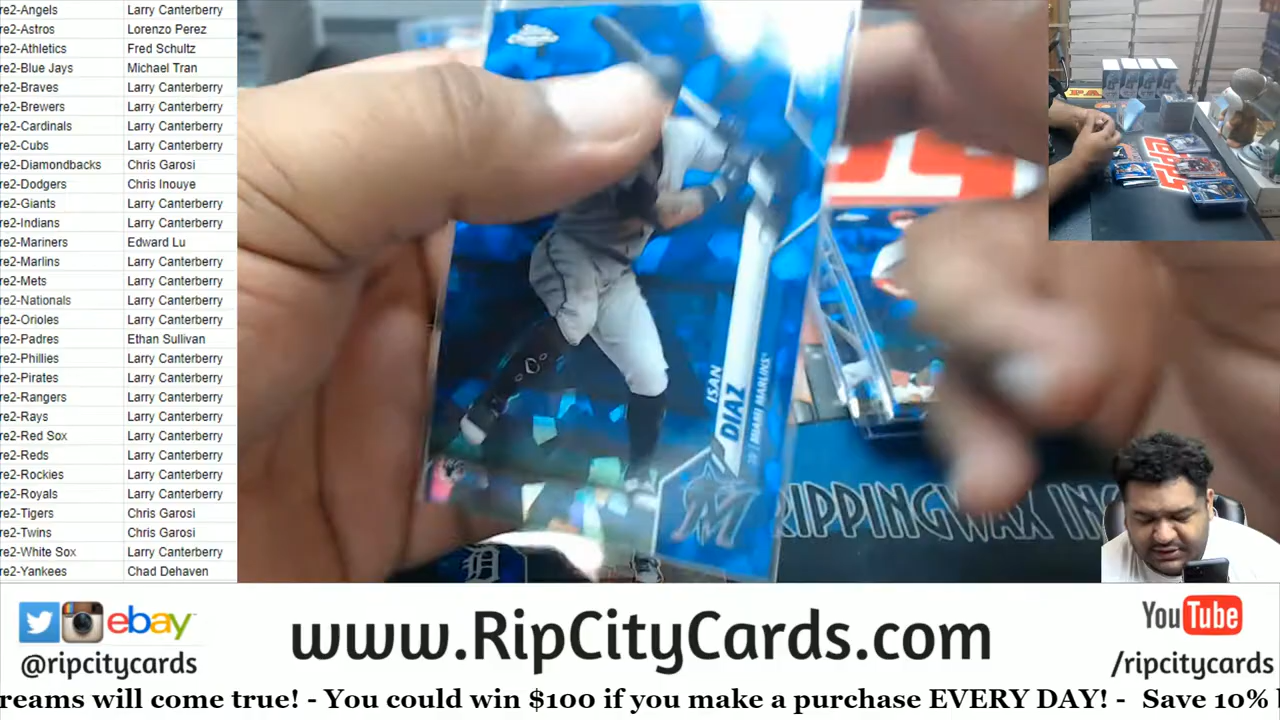 re2-Angels Larry Canterberry
re2-Astros Lorenzo Perez
re2-Athletics Fred Schultz
re2-Blue Jays Michael Tran
re2-Braves Larry Canterberry
re2-Brewers Larry Canterberry
re2-Cardinals Larry Canterberry
re2-Cubs Larry Canterberry
re2-Diamondbacks Chris Garosi
re2-Dodgers Chris Inouye
re2-Giants Larry Canterberry
re2-Indians Larry Canterberry
re2-Mariners Edward Lu
re2-Marlins Larry Canterberry
re2-Mets Larry Canterberry
re2-Nationals Larry Canterberry
re2-Orioles Larry Canterberry
re2-Padres Ethan Sullivan
re2-Phillies Larry Canterberry
re2-Pirates Larry Canterberry
re2-Rangers Larry Canterberry
re2-Rays Larry Canterberry
re2-Red Sox Larry Canterberry
re2-Reds Larry Canterberry
re2-Rockies Larry Canterberry
re2-Royals Larry Canterberry
re2-Tigers Chris Garosi
re2-Twins Chris Garosi
re2-White Sox Larry Canterberry
re2-Yankees Chad Dehaven
ISAN
DIAZ
MIAMI MARLINS
M
RIPPINGWAX INC
D
ebay
@ripcitycards
www.RipCityCards.com
YouTube
/ripcitycards
reams will come true! - You could win $100 if you make a purchase EVERY DAY! - Save 10%